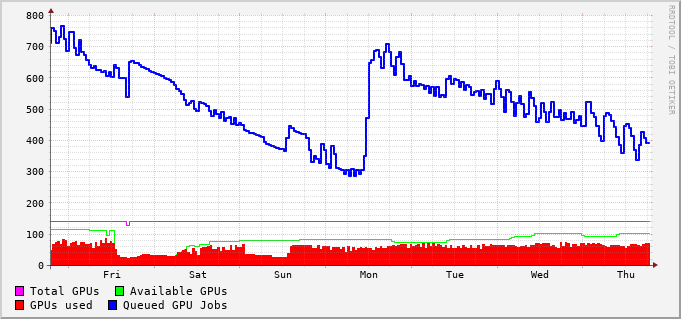 800
700
600
500
400
300
200
100
0
Fri Sat Sun Mon Tue Wed Thu
Total GPUs Available GPUs
GPUs used Queued GPU Jobs
RRDTOOL / TOBI OETIKER